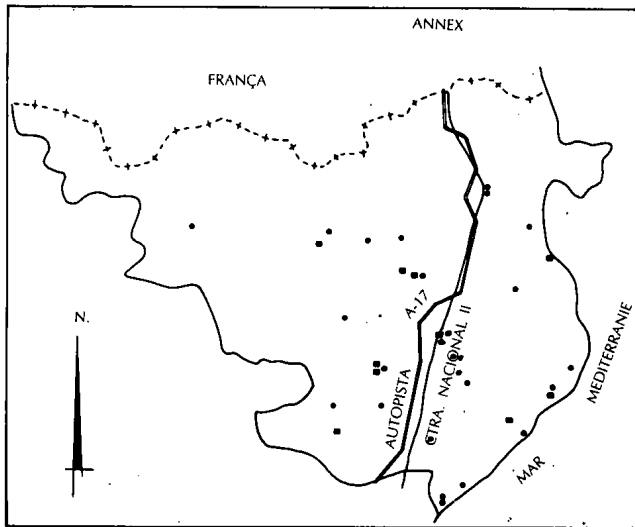 ANNEX
FRANÇA
N.
A-17
AUTOPISTA
CTRA. NACIONAL II
MEDITERRANIE
MAR